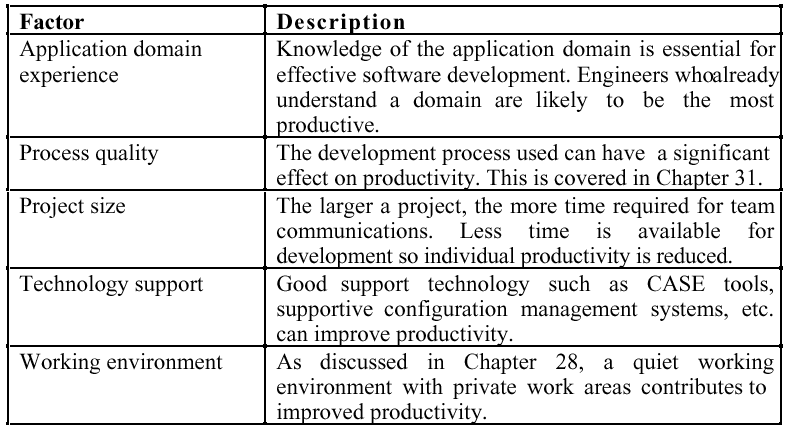 Factor Description
Application domain experience Knowledge of the application domain is essential for
effective software development. Engineers whoalready
understand a domain are likely to be the most
productive.
Process quality The development process used can have a significant
effect on productivity. This is covered in Chapter 31.
Project size The larger a project, the more time required for team
communications. Less time is available for
development so individual productivity is reduced.
Technology support Good support technology such as CASE tools,
supportive configuration management systems, etc.
can improve productivity.
Working environment As discussed in Chapter 28, a quiet working
environment with private work areas contributes to
improved productivity.